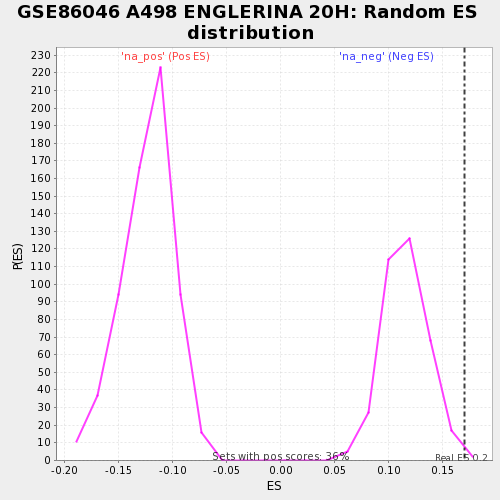 GSE86046 A498 ENGLERINA 20H: Random ES
distribution
'na_pos' (Pos ES)
'na_neg' (Neg ES)
230
220
210
200
190
180
170
160
150
140
130
120
110
100
90
80
70
60
50
40
30
20
10
0
P(ES)
Sets with pos scores: 36%
Real ES 0.2
-0.20 -0.15 -0.10 -0.05 0.00 0.05 0.10 0.15
ES